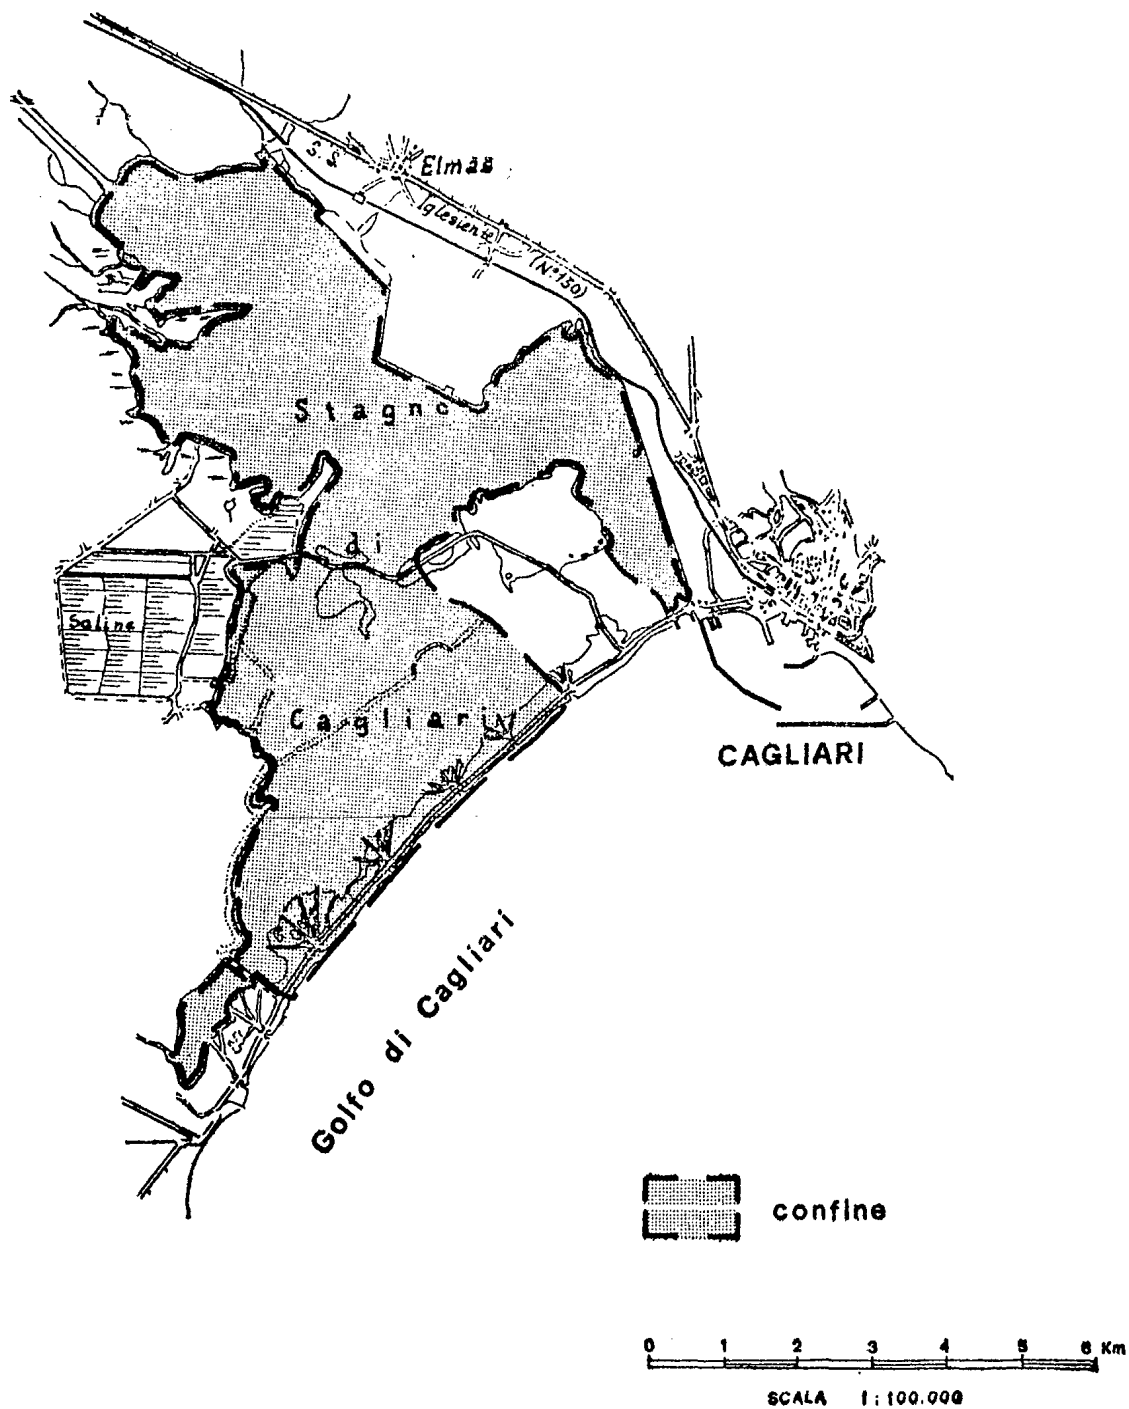 Elmas
S.S.
Iglesiente
(N°130)
Stagno
di
Saline
Cagliari
CAGLIARI
Golfo di Cagliari
confine
0 1 2 3 4 5 6 Km
SCALA 1:100.000